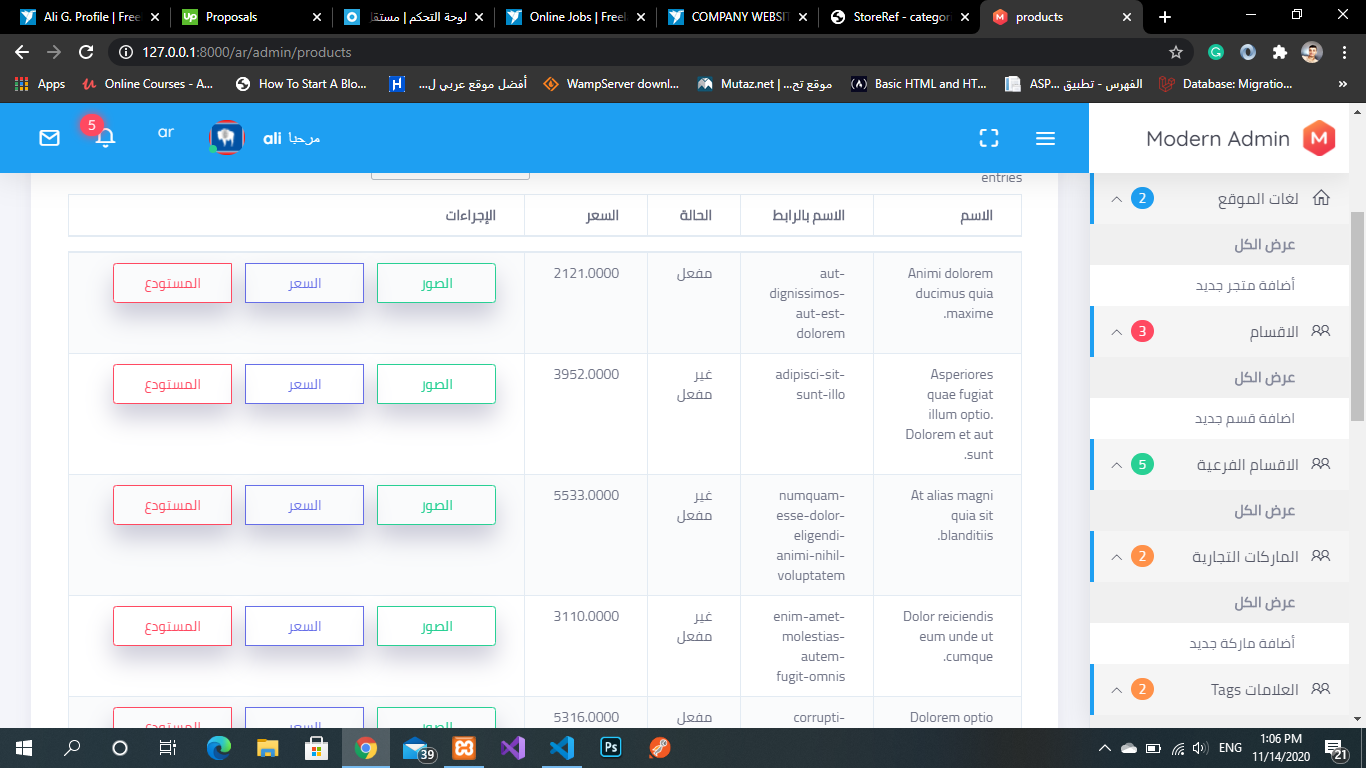 Ali G. Profile | Free
Proposals
لوحة التحكم | مستقل
Online Jobs | Freel
COMPANY WEBSIT
StoreRef - categori
products
127.0.0.1:8000/ar/admin/products
Apps
Online Courses - A...
How To Start A Blo...
أفضل موقع عربي ل...
WampServer downl...
Mutaz.net | موقع تح...
Basic HTML and HT...
الفهرس - تطبيق ASP...
Database: Migratio...
»
Modern Admin
مرحبا ali
ar
5
entries
الاسم
الاسم بالرابط
الحالة
السعر
الإجراءات
Animi dolorem
ducimus quia
.maxime
aut-
dignissimos-
aut-est-
dolorem
مفعل
2121.0000
الصور
السعر
المستودع
Asperiores
quae fugiat
illum optio.
Dolorem et aut
.sunt
adipisci-sit-
sunt-illo
غير
مفعل
3952.0000
الصور
السعر
المستودع
At alias magni
quia sit
.blanditiis
numquam-
esse-dolor-
eligendi-
animi-nihil-
voluptatem
غير
مفعل
5533.0000
الصور
السعر
المستودع
Dolor reiciendis
eum unde ut
.cumque
enim-amet-
molestias-
autem-
fugit-omnis
غير
مفعل
3110.0000
الصور
السعر
المستودع
Dolorem optio
corrupti-
مفعل
5316.0000
الصور
السعر
المستودع
لغات الموقع
2
عرض الكل
أضافة متجر جديد
الاقسام
3
عرض الكل
اضافة قسم جديد
الاقسام الفرعية
5
عرض الكل
الماركات التجارية
2
عرض الكل
أضافة ماركة جديد
العلامات Tags
2
39
Ps
ENG
1:06 PM
11/14/2020
21